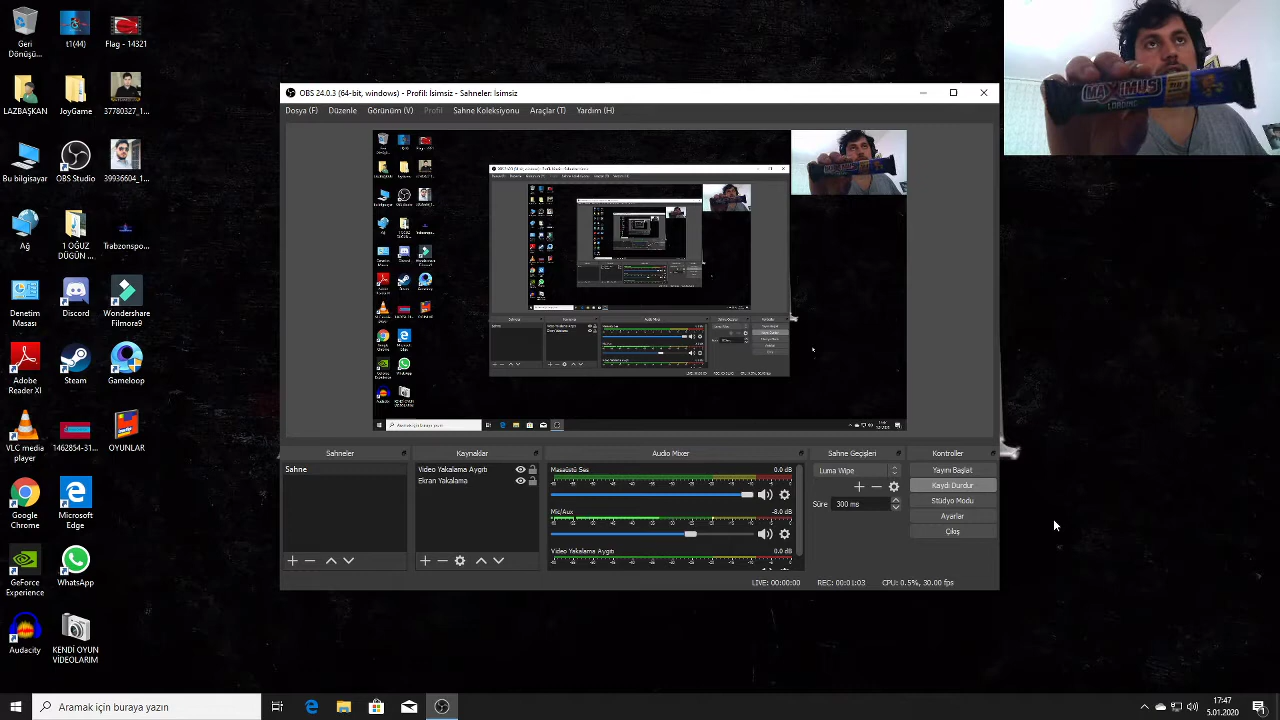 Geri
Dönüşü...
t1(44)
Flag - 14321
LAZBAŞKAN
JoyGame
37780327_1...
Bu bilgisayar
OBS Studio
39936604_1...
Ağ
1 OĞUZ
DÜĞÜN ...
Trabzonspo...
Denetim
Masası
Discord
Wondershare
Filmora9
Adobe
Reader XI
Steam
Gameloop
VLC media
player
1462854-31...
OYUNLAR
Google
Chrome
Microsoft
Edge
GeForce
Experience
WhatsApp
Audacity
KENDİ OYUN
VİDEOLARIM
MAXIMUS
LOADING
OBS 24.0.3 (64-bit, windows) - Profil: İsimsiz - Sahneler: İsimsiz
Dosya (F)
Düzenle
Görünüm (V)
Profil
Sahne Koleksiyonu
Araçlar (T)
Yardım (H)
Sahneler
Kaynaklar
Audio Mixer
Sahne Geçişleri
Kontroller
Sahne
Video Yakalama Aygıtı
Ekran Yakalama
Masaüstü Ses
0.0 dB
Mic/Aux
-8.0 dB
Video Yakalama Aygıtı
0.0 dB
Luma Wipe
Süre
300 ms
Yayını Başlat
Kaydı Durdur
Stüdyo Modu
Ayarlar
Çıkış
LIVE: 00:00:00
REC: 00:01:03
CPU: 0.5%, 30.00 fps
Aramak için buraya yazın
17:47
5.01.2020